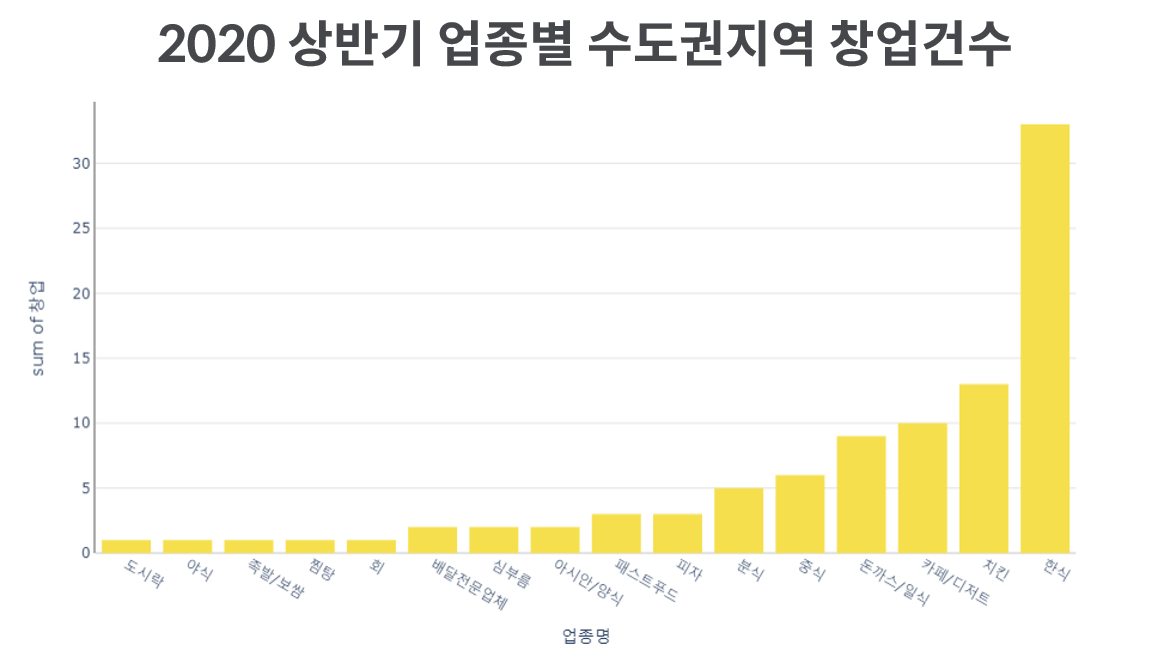 2020 상반기 업종별 수도권지역 창업건수
30
25
20
15
10
5
0
sum of 창업
도시락
야식
족발/보쌈
찜탕
회
배달전문업체
심부름
아시안/양식
패스트푸드
피자
분식
중식
돈까스/일식
카페/디저트
치킨
한식
업종명